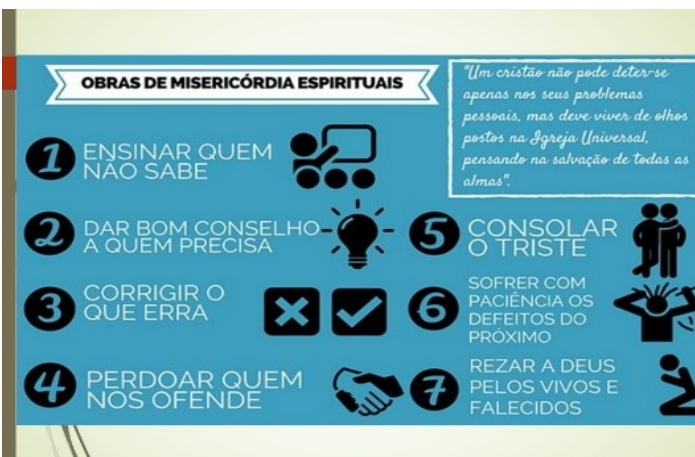 OBRAS DE MISERICÓRDIA ESPIRITUAIS
"Um cristão não pode deter-se
apenas nos seus problemas
pessoais, mas deve viver de olhos
postos na Igreja Universal,
pensando na salvação de todas as
almas".
1 ENSINAR QUEM
NÃO SABE
2 DAR BOM CONSELHO
A QUEM PRECISA
3 CORRIGIR O
QUE ERRA
4 PERDOAR QUEM
NOS OFENDE
5 CONSOLAR
O TRISTE
6 SOFRER COM
PACIÊNCIA OS
DEFEITOS DO
PRÓXIMO
7 REZAR A DEUS
PELOS VIVOS E
FALECIDOS